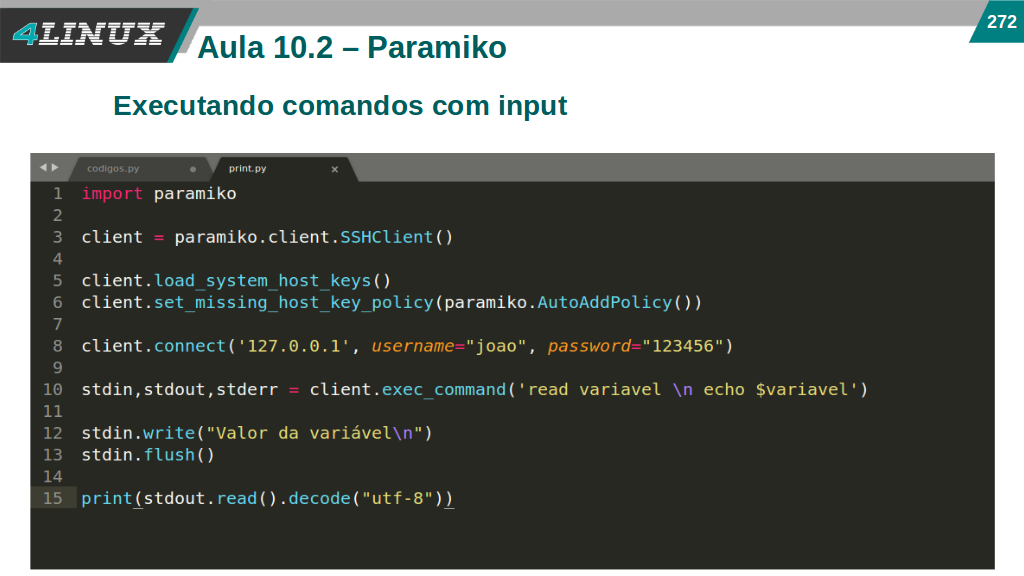 4LINUX
272
Aula 10.2 – Paramiko
Executando comandos com input
codigos.py
print.py
1 import paramiko
2
3 client = paramiko.client.SSHClient()
4
5 client.load_system_host_keys()
6 client.set_missing_host_key_policy(paramiko.AutoAddPolicy())
7
8 client.connect('127.0.0.1', username="joao", password="123456")
9
10 stdin,stdout,stderr = client.exec_command('read variavel \n echo $variavel')
11
12 stdin.write("Valor da variável\n")
13 stdin.flush()
14
15 print(stdout.read().decode("utf-8"))